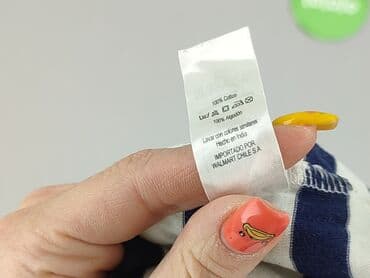 100% Cotton
100% Algodón
Lavar con colores similares
Hecho en India
IMPORTADO POR
WALMART CHILE S.A